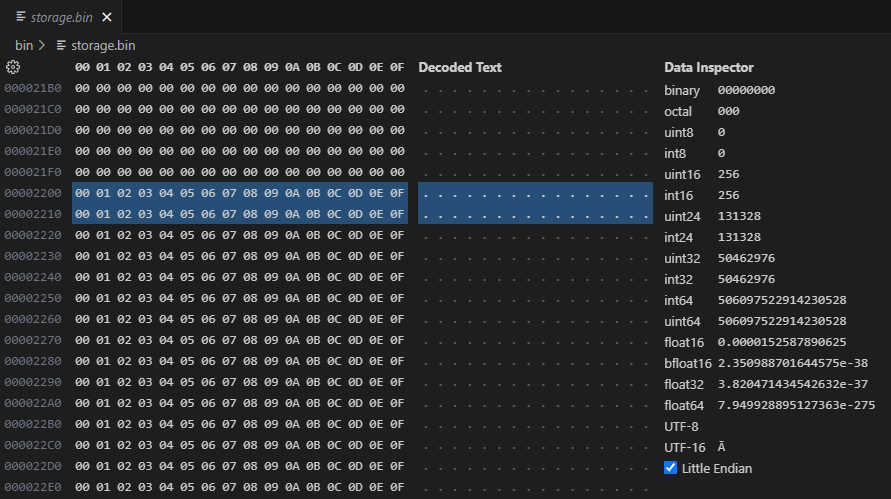 storage.bin
bin > storage.bin
00 01 02 03 04 05 06 07 08 09 0A 0B 0C 0D 0E 0F Decoded Text Data Inspector
000021B0 00 00 00 00 00 00 00 00 00 00 00 00 00 00 00 00 . . . . . . . . . . . . . . . . binary 00000000
000021C0 00 00 00 00 00 00 00 00 00 00 00 00 00 00 00 00 . . . . . . . . . . . . . . . . octal 000
000021D0 00 00 00 00 00 00 00 00 00 00 00 00 00 00 00 00 . . . . . . . . . . . . . . . . uint8 0
000021E0 00 00 00 00 00 00 00 00 00 00 00 00 00 00 00 00 . . . . . . . . . . . . . . . . int8 0
000021F0 00 00 00 00 00 00 00 00 00 00 00 00 00 00 00 00 . . . . . . . . . . . . . . . . uint16 256
00002200 00 01 02 03 04 05 06 07 08 09 0A 0B 0C 0D 0E 0F . . . . . . . . . . . . . . . . int16 256
00002210 00 01 02 03 04 05 06 07 08 09 0A 0B 0C 0D 0E 0F . . . . . . . . . . . . . . . . uint24 131328
00002220 00 01 02 03 04 05 06 07 08 09 0A 0B 0C 0D 0E 0F . . . . . . . . . . . . . . . . int24 131328
00002230 00 01 02 03 04 05 06 07 08 09 0A 0B 0C 0D 0E 0F . . . . . . . . . . . . . . . . uint32 50462976
00002240 00 01 02 03 04 05 06 07 08 09 0A 0B 0C 0D 0E 0F . . . . . . . . . . . . . . . . int32 50462976
00002250 00 01 02 03 04 05 06 07 08 09 0A 0B 0C 0D 0E 0F . . . . . . . . . . . . . . . . int64 506097522914230528
00002260 00 01 02 03 04 05 06 07 08 09 0A 0B 0C 0D 0E 0F . . . . . . . . . . . . . . . . uint64 506097522914230528
00002270 00 01 02 03 04 05 06 07 08 09 0A 0B 0C 0D 0E 0F . . . . . . . . . . . . . . . . float16 0.0000152587890625
00002280 00 01 02 03 04 05 06 07 08 09 0A 0B 0C 0D 0E 0F . . . . . . . . . . . . . . . . bfloat16 2.350988701644575e-38
00002290 00 01 02 03 04 05 06 07 08 09 0A 0B 0C 0D 0E 0F . . . . . . . . . . . . . . . . float32 3.820471434542632e-37
000022A0 00 01 02 03 04 05 06 07 08 09 0A 0B 0C 0D 0E 0F . . . . . . . . . . . . . . . . float64 7.949928895127363e-275
000022B0 00 01 02 03 04 05 06 07 08 09 0A 0B 0C 0D 0E 0F . . . . . . . . . . . . . . . . UTF-8
000022C0 00 01 02 03 04 05 06 07 08 09 0A 0B 0C 0D 0E 0F . . . . . . . . . . . . . . . . UTF-16 Ā
000022D0 00 01 02 03 04 05 06 07 08 09 0A 0B 0C 0D 0E 0F . . . . . . . . . . . . . . . . Little Endian
000022E0 00 01 02 03 04 05 06 07 08 09 0A 0B 0C 0D 0E 0F . . . . . . . . . . . . . . . .